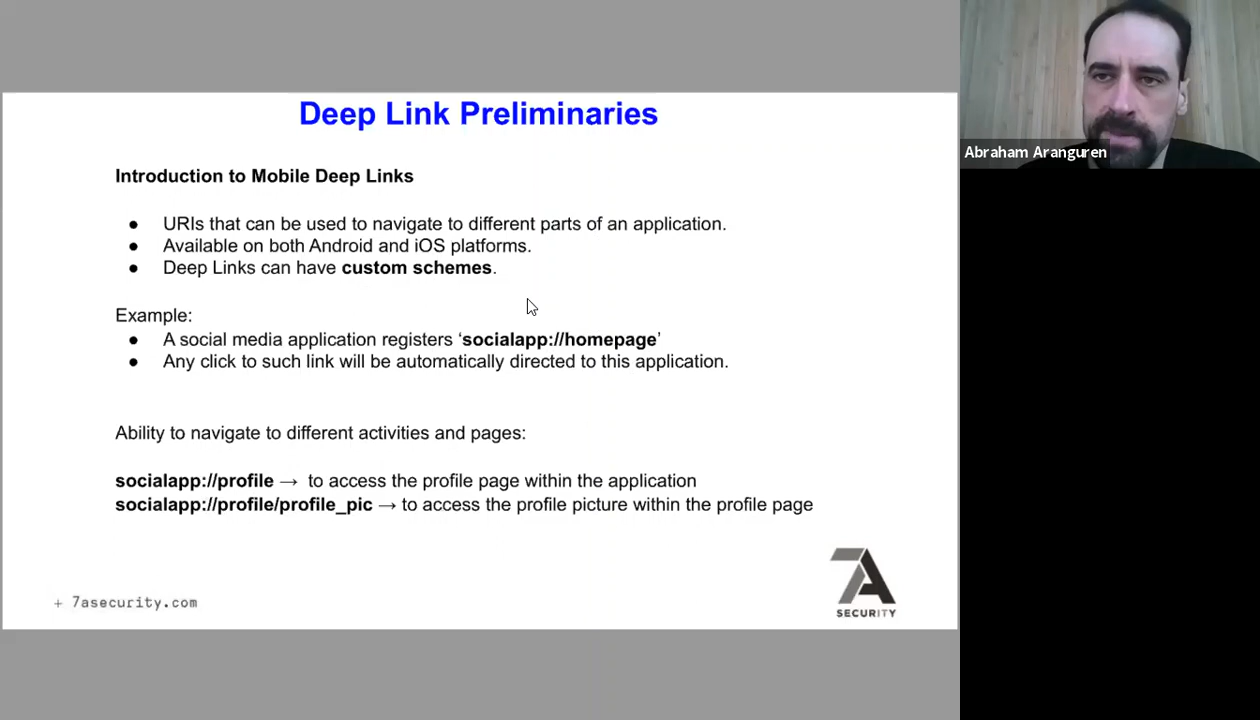 Deep Link Preliminaries
Abraham Aranguren
Introduction to Mobile Deep Links
● URIs that can be used to navigate to different parts of an application.
● Available on both Android and iOS platforms.
● Deep Links can have custom schemes.
Example:
● A social media application registers ‘socialapp://homepage’
● Any click to such link will be automatically directed to this application.
Ability to navigate to different activities and pages:
socialapp://profile → to access the profile page within the application
socialapp://profile/profile_pic → to access the profile picture within the profile page
+ 7asecurity.com
7A
SECURITY